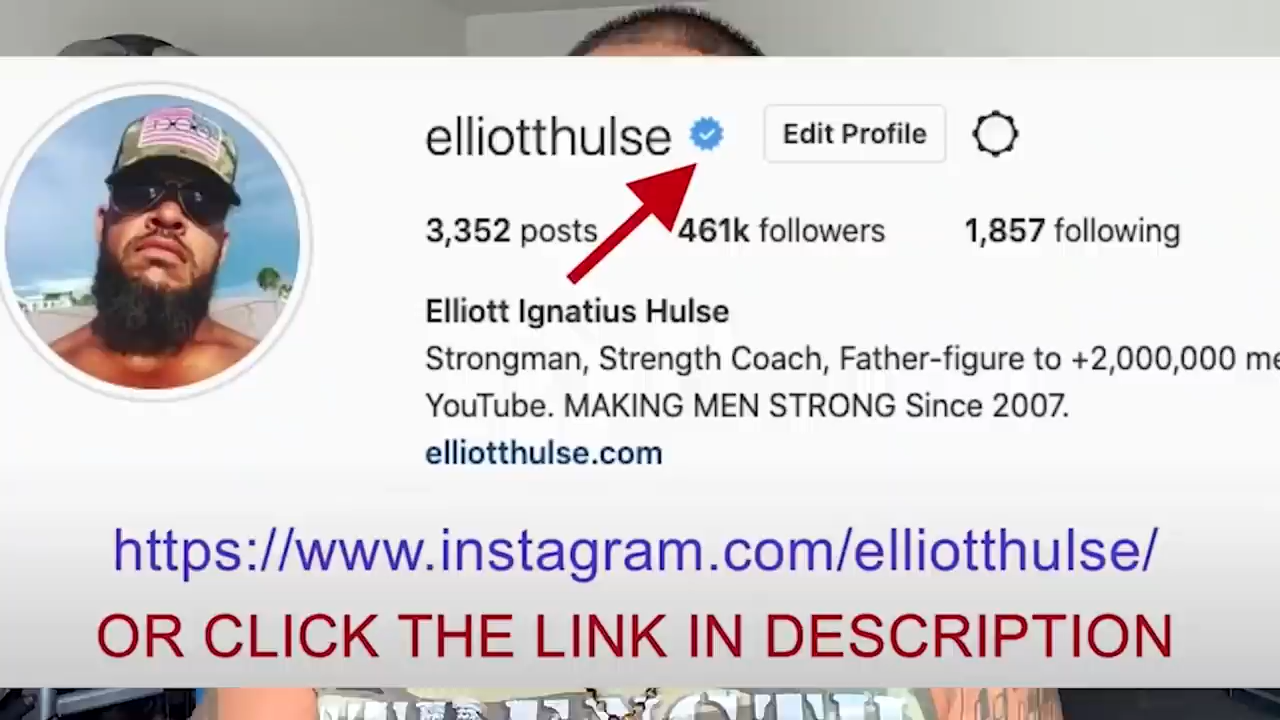 elliotthulse Edit Profile
3,352 posts 461k followers 1,857 following
Elliott Ignatius Hulse
Strongman, Strength Coach, Father-figure to +2,000,000
YouTube. MAKING MEN STRONG Since 2007.
elliotthulse.com
https://www.instagram.com/elliotthulse/
OR CLICK THE LINK IN DESCRIPTION